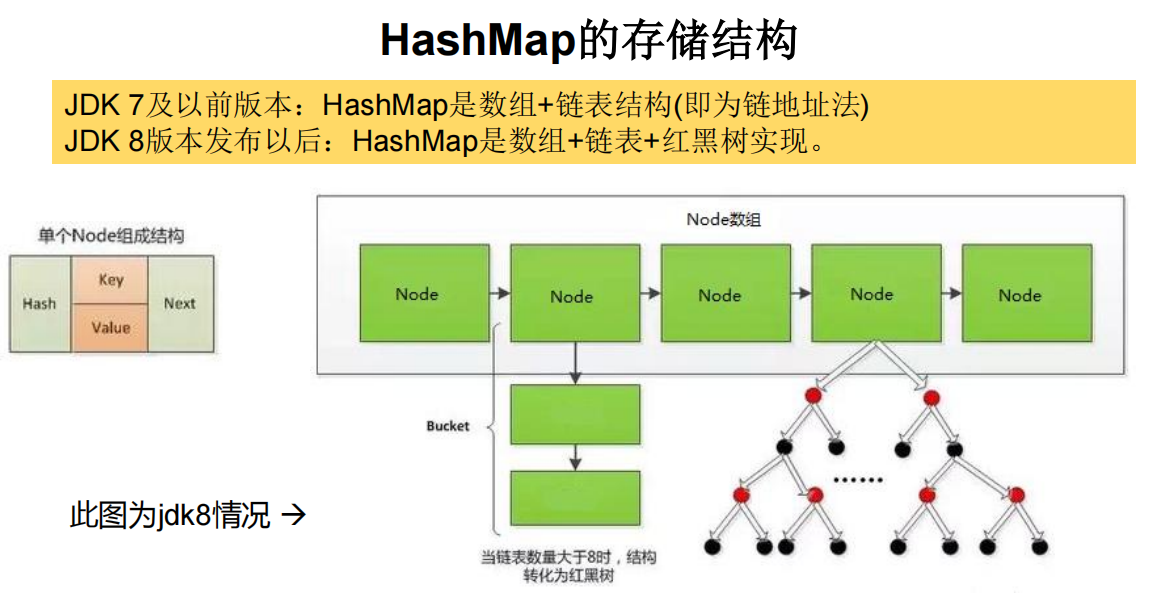 HashMap的存储结构
JDK 7及以前版本：HashMap是数组+链表结构(即为链地址法)
JDK 8版本发布以后：HashMap是数组+链表+红黑树实现。
单个Node组成结构
Hash
Key
Value
Next
Node数组
Node
Node
Node
Node
Node
Bucket
······
此图为jdk8情况 →
当链表数量大于8时，结构
转化为红黑树